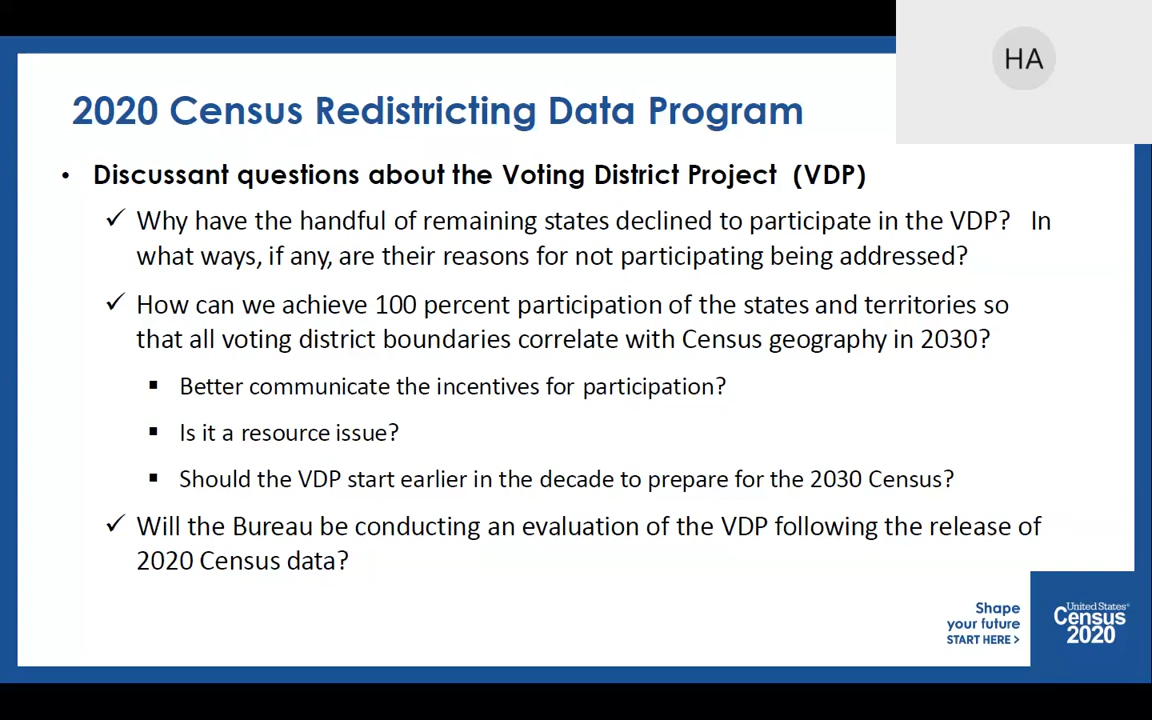 HA
2020 Census Redistricting Data Program
• Discussant questions about the Voting District Project (VDP)
✓ Why have the handful of remaining states declined to participate in the VDP? In
what ways, if any, are their reasons for not participating being addressed?
✓ How can we achieve 100 percent participation of the states and territories so
that all voting district boundaries correlate with Census geography in 2030?
▪ Better communicate the incentives for participation?
▪ Is it a resource issue?
▪ Should the VDP start earlier in the decade to prepare for the 2030 Census?
✓ Will the Bureau be conducting an evaluation of the VDP following the release of
2020 Census data?
Shape
your future
START HERE >
United States®
Census
2020